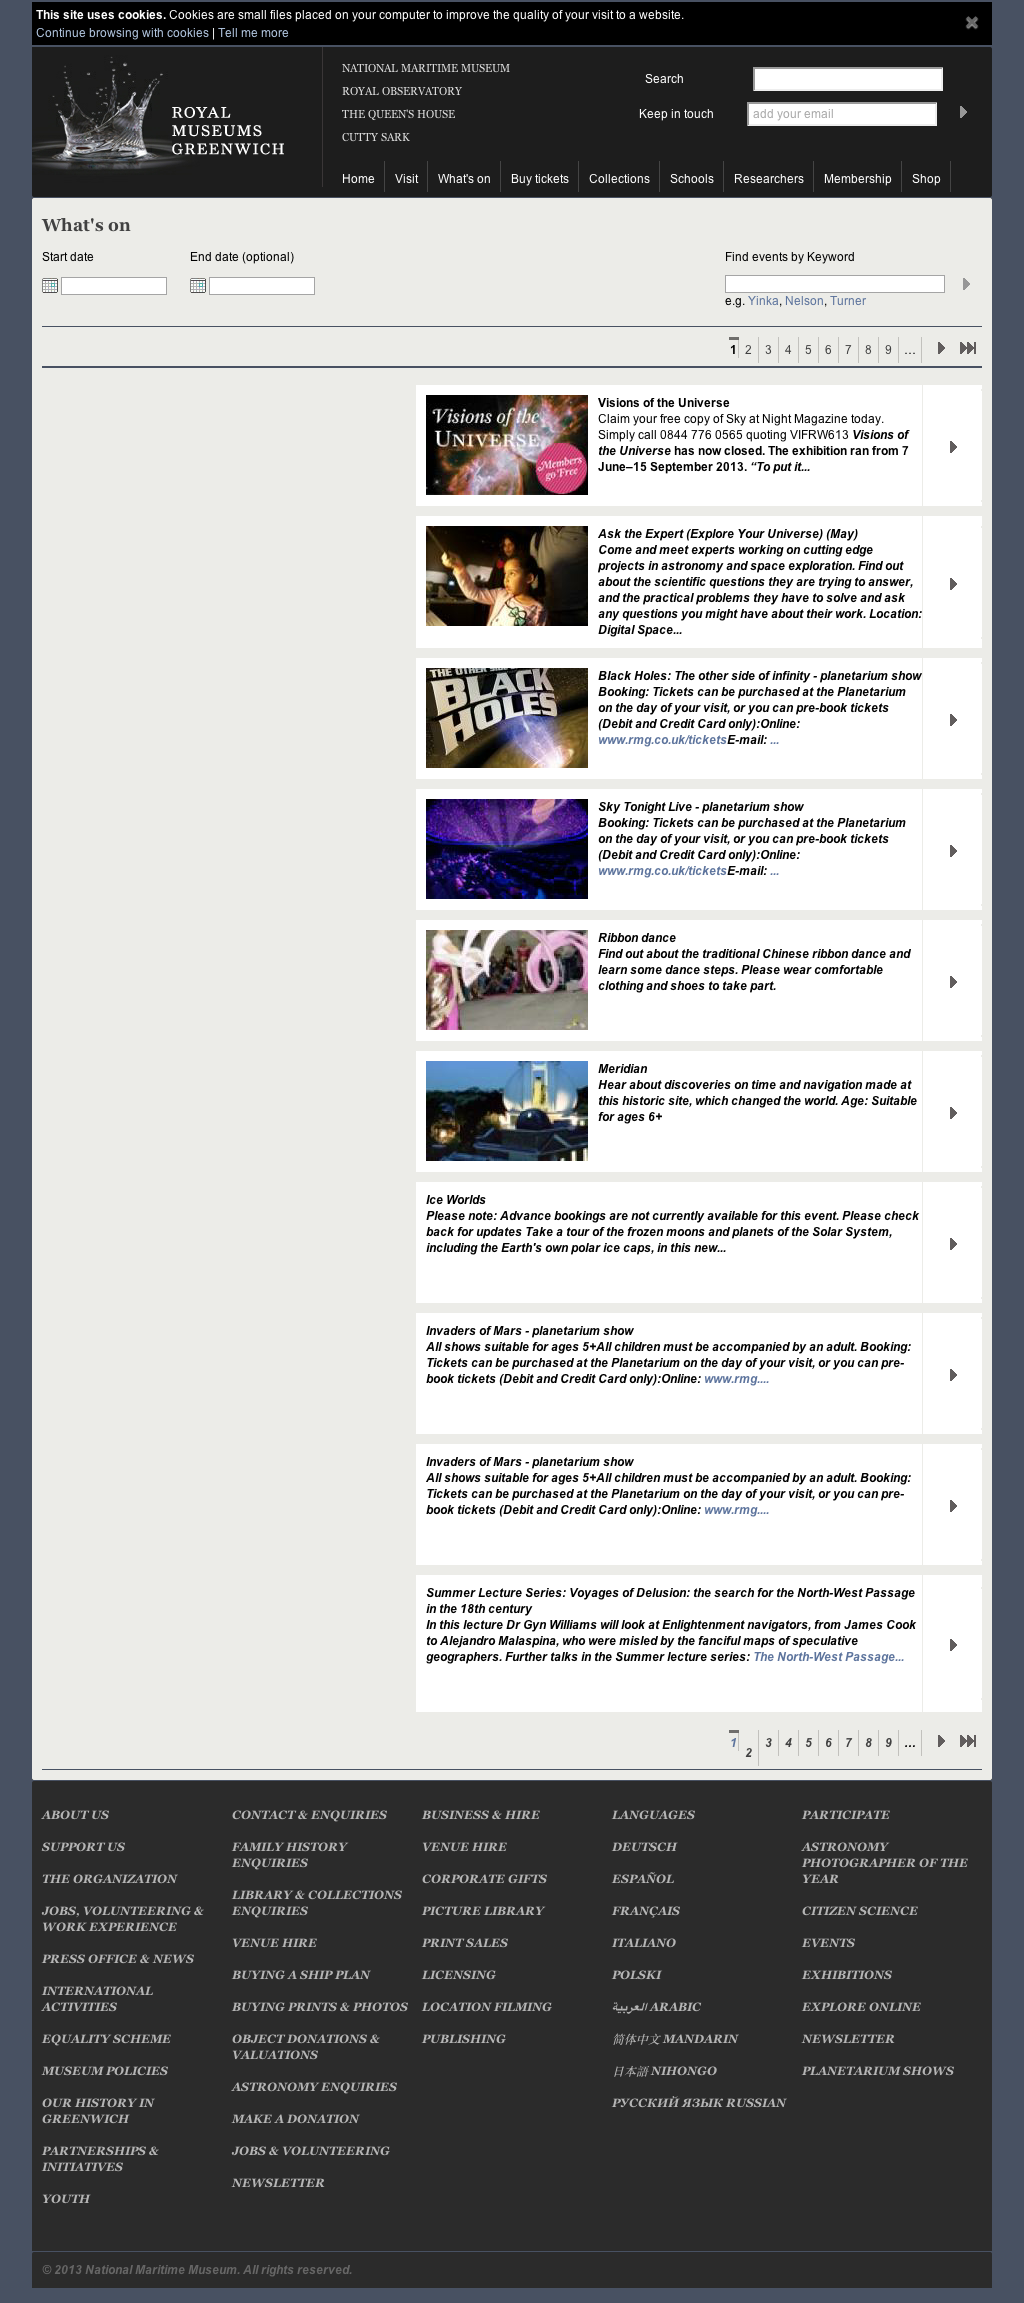 This site uses cookies. Cookies are small files placed on your computer to improve the quality of your visit to a website.
Continue browsing with cookies | Tell me more
ROYAL
MUSEUMS
GREENWICH
NATIONAL MARITIME MUSEUM
ROYAL OBSERVATORY
THE QUEEN'S HOUSE
CUTTY SARK
Search
Keep in touch add your email
Home Visit What's on Buy tickets Collections Schools Researchers Membership Shop
What's on
Start date
End date (optional)
Find events by Keyword
e.g. Yinka, Nelson, Turner
1 2 3 4 5 6 7 8 9 ...
Visions of the
UNIVERSE
Members
go Free
Visions of the Universe
Claim your free copy of Sky at Night Magazine today.
Simply call 0844 776 0565 quoting VIFRW613 Visions of
the Universe has now closed. The exhibition ran from 7
June–15 September 2013. “To put it...
Ask the Expert (Explore Your Universe) (May)
Come and meet experts working on cutting edge
projects in astronomy and space exploration. Find out
about the scientific questions they are trying to answer,
and the practical problems they have to solve and ask
any questions you might have about their work. Location:
Digital Space...
THE OTHER SIDE
BLACK
HOLES
Black Holes: The other side of infinity - planetarium show
Booking: Tickets can be purchased at the Planetarium
on the day of your visit, or you can pre-book tickets
(Debit and Credit Card only):Online:
www.rmg.co.uk/ticketsE-mail: ...
Sky Tonight Live - planetarium show
Booking: Tickets can be purchased at the Planetarium
on the day of your visit, or you can pre-book tickets
(Debit and Credit Card only):Online:
www.rmg.co.uk/ticketsE-mail: ...
Ribbon dance
Find out about the traditional Chinese ribbon dance and
learn some dance steps. Please wear comfortable
clothing and shoes to take part.
Meridian
Hear about discoveries on time and navigation made at
this historic site, which changed the world. Age: Suitable
for ages 6+
Ice Worlds
Please note: Advance bookings are not currently available for this event. Please check
back for updates Take a tour of the frozen moons and planets of the Solar System,
including the Earth's own polar ice caps, in this new...
Invaders of Mars - planetarium show
All shows suitable for ages 5+All children must be accompanied by an adult. Booking:
Tickets can be purchased at the Planetarium on the day of your visit, or you can pre-
book tickets (Debit and Credit Card only):Online: www.rmg....
Invaders of Mars - planetarium show
All shows suitable for ages 5+All children must be accompanied by an adult. Booking:
Tickets can be purchased at the Planetarium on the day of your visit, or you can pre-
book tickets (Debit and Credit Card only):Online: www.rmg....
Summer Lecture Series: Voyages of Delusion: the search for the North-West Passage
in the 18th century
In this lecture Dr Gyn Williams will look at Enlightenment navigators, from James Cook
to Alejandro Malaspina, who were misled by the fanciful maps of speculative
geographers. Further talks in the Summer lecture series: The North-West Passage...
1 2 3 4 5 6 7 8 9 ...
ABOUT US
SUPPORT US
THE ORGANIZATION
JOBS, VOLUNTEERING &
WORK EXPERIENCE
PRESS OFFICE & NEWS
INTERNATIONAL
ACTIVITIES
EQUALITY SCHEME
MUSEUM POLICIES
OUR HISTORY IN
GREENWICH
PARTNERSHIPS &
INITIATIVES
YOUTH
CONTACT & ENQUIRIES
FAMILY HISTORY
ENQUIRIES
LIBRARY & COLLECTIONS
ENQUIRIES
VENUE HIRE
BUYING A SHIP PLAN
BUYING PRINTS & PHOTOS
OBJECT DONATIONS &
VALUATIONS
ASTRONOMY ENQUIRIES
MAKE A DONATION
JOBS & VOLUNTEERING
NEWSLETTER
BUSINESS & HIRE
VENUE HIRE
CORPORATE GIFTS
PICTURE LIBRARY
PRINT SALES
LICENSING
LOCATION FILMING
PUBLISHING
LANGUAGES
DEUTSCH
ESPAÑOL
FRANÇAIS
ITALIANO
POLSKI
العربية ARABIC
简体中文 MANDARIN
日本語 NIHONGO
РУССКИЙ ЯЗЫК RUSSIAN
PARTICIPATE
ASTRONOMY
PHOTOGRAPHER OF THE
YEAR
CITIZEN SCIENCE
EVENTS
EXHIBITIONS
EXPLORE ONLINE
NEWSLETTER
PLANETARIUM SHOWS
© 2013 National Maritime Museum. All rights reserved.